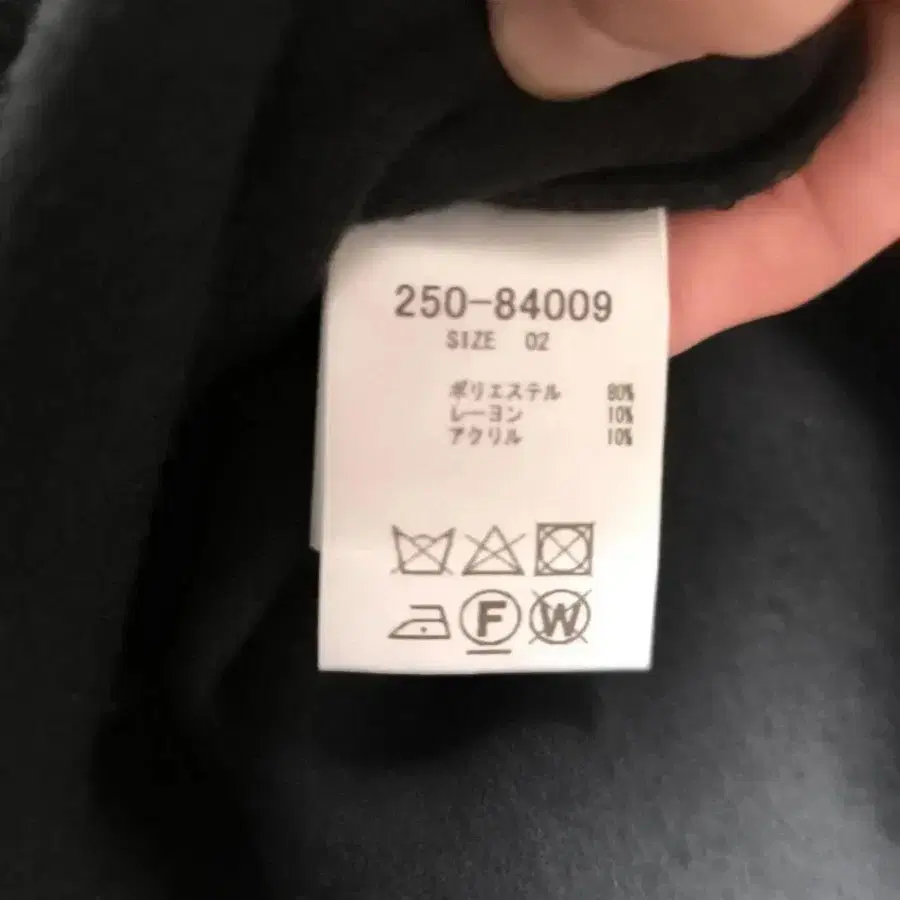 250-84009
SIZE 02
ポリエステル 80%
レーヨン 10%
アクリル 10%
F W